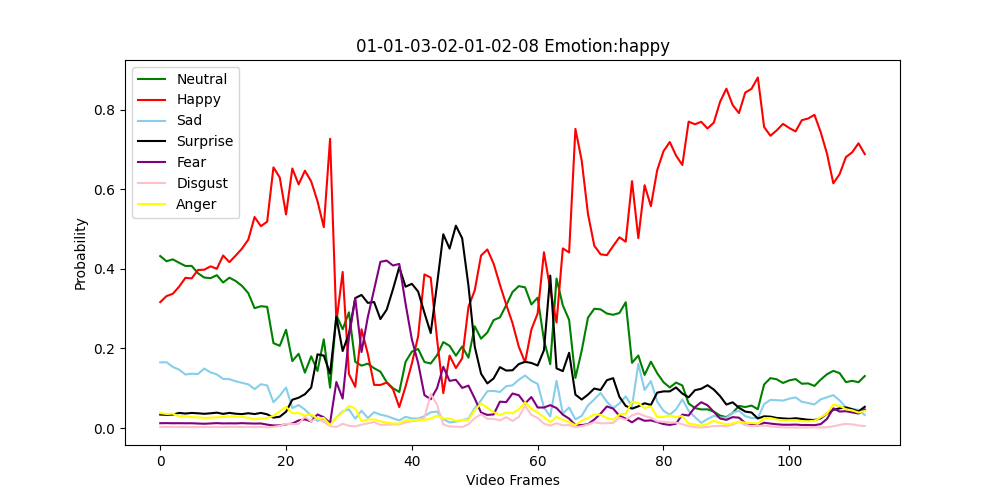 01-01-03-02-01-02-08 Emotion:happy
Neutral
Happy
Sad
Surprise
Fear
Disgust
Anger
Probability
0.8
0.6
0.4
0.2
0.0
0 20 40 60 80 100
Video Frames